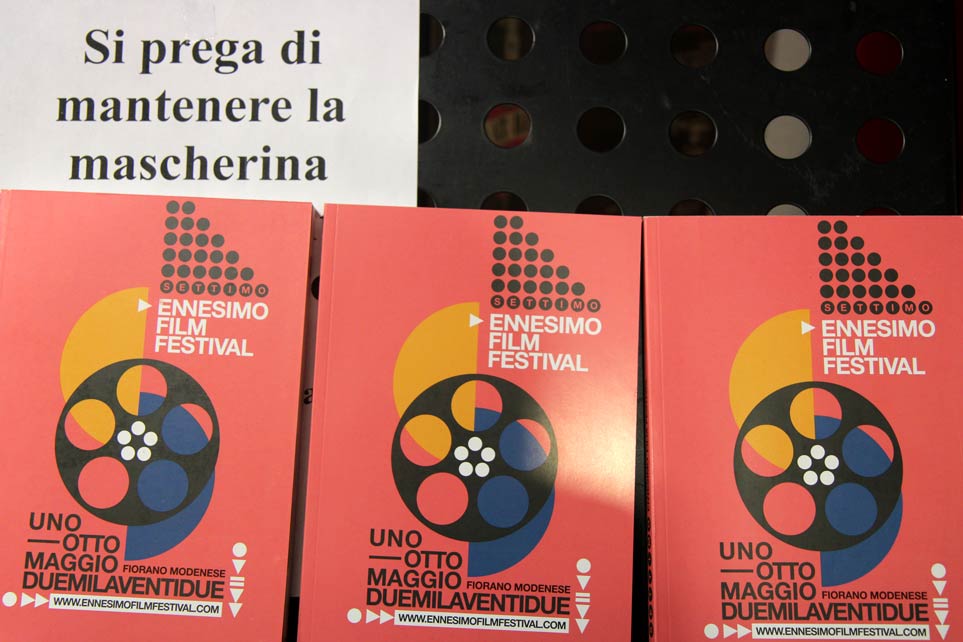 Si prega di
mantenere la
mascherina
SETTIMO
ENNESIMO
FILM
FESTIVAL
UNO
—OTTO
MAGGIO FIORANO MODENESE
DUEMILAVENTIDUE
WWW.ENNESIMOFILMFESTIVAL.COM
SETTIMO
ENNESIMO
FILM
FESTIVAL
UNO
—OTTO
MAGGIO FIORANO MODENESE
DUEMILAVENTIDUE
WWW.ENNESIMOFILMFESTIVAL.COM
SETTIMO
ENNESIMO
FILM
FESTIVAL
UNO
—OTTO
MAGGIO FIORANO MODENESE
DUEMILAVENTIDUE
WWW.ENNESIMOFILMFESTIVAL.COM